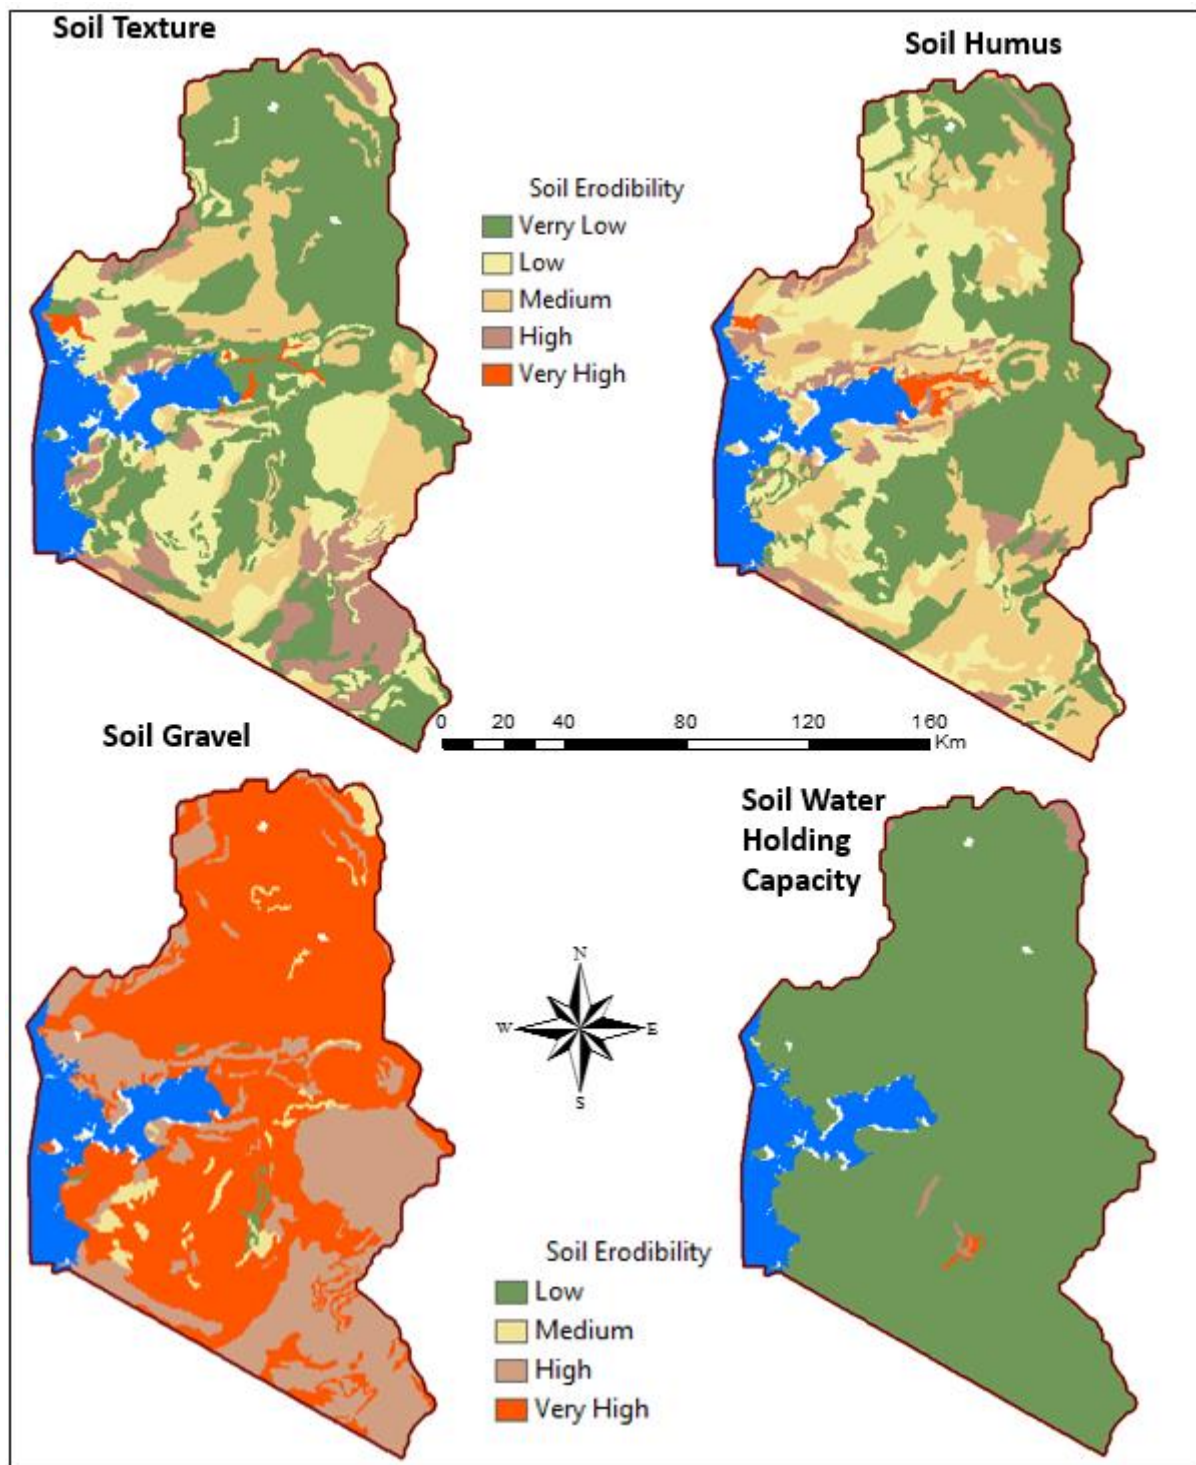 Soil Texture
Soil Humus
Soil Erodibility
Verry Low
Low
Medium
High
Very High
0 20 40 80 120 160
Km
Soil Gravel
Soil Water
Holding
Capacity
N
W E
S
Soil Erodibility
Low
Medium
High
Very High